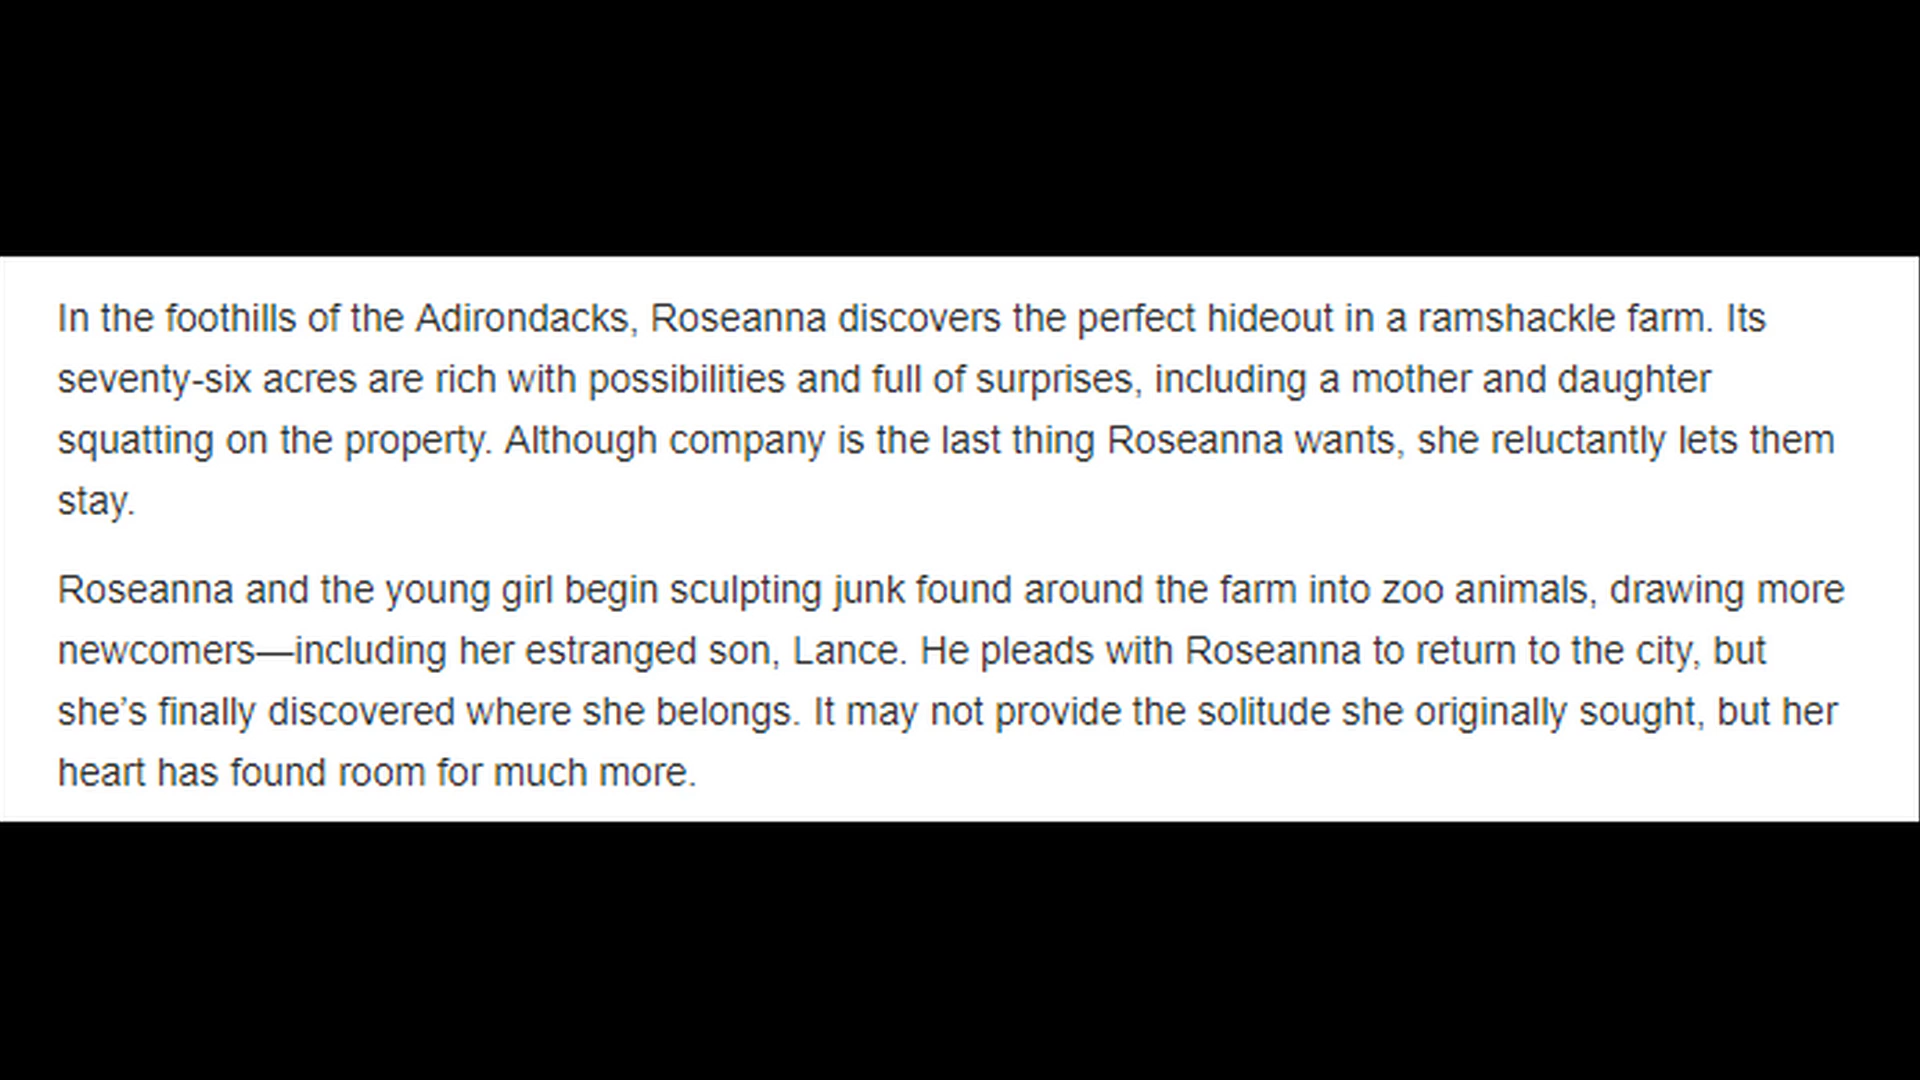 In the foothills of the Adirondacks, Roseanna discovers the perfect hideout in a ramshackle farm. Its
seventy-six acres are rich with possibilities and full of surprises, including a mother and daughter
squatting on the property. Although company is the last thing Roseanna wants, she reluctantly lets them
stay.
Roseanna and the young girl begin sculpting junk found around the farm into zoo animals, drawing more
newcomers—including her estranged son, Lance. He pleads with Roseanna to return to the city, but
she’s finally discovered where she belongs. It may not provide the solitude she originally sought, but her
heart has found room for much more.